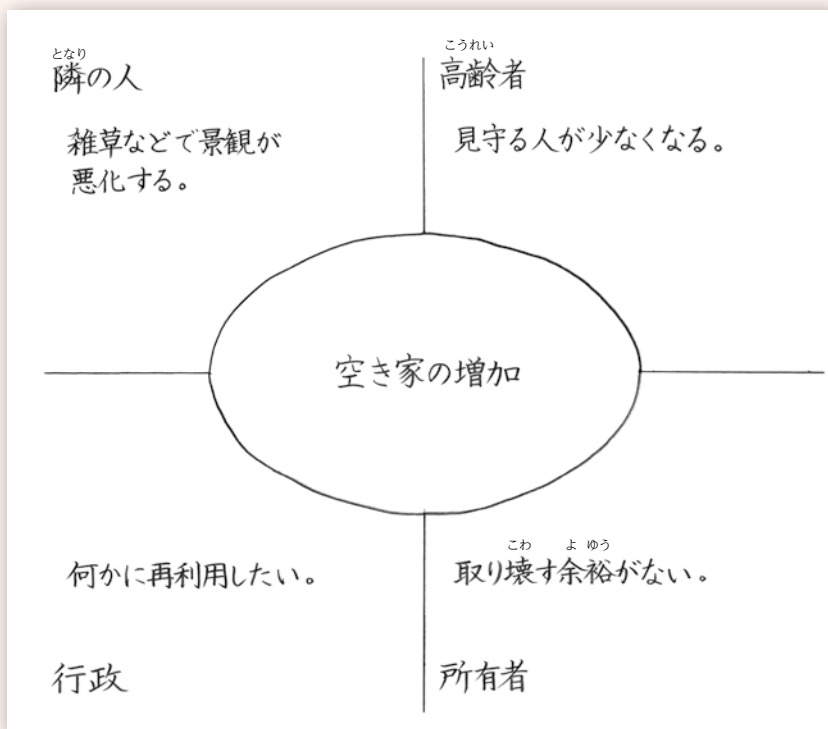 となり
隣の人
雑草などで景観が
悪化する。
こうれい
高齢者
見守る人が少なくなる。
空き家の増加
何かに再利用したい。
行政
こわ よ ゆう
取り壊す余裕がない。
所有者